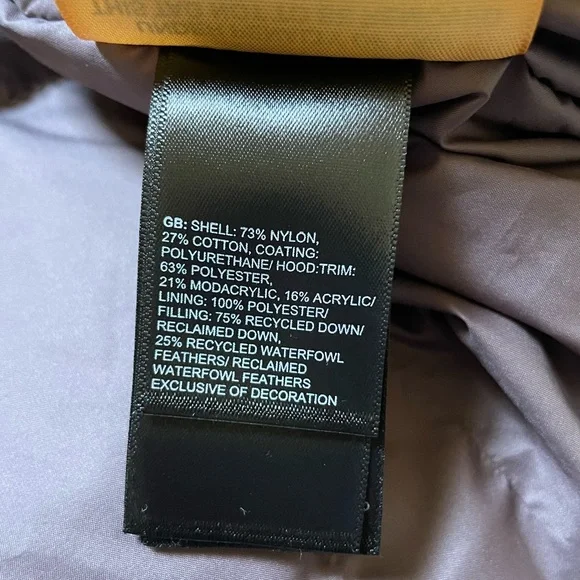 GB: SHELL: 73% NYLON,
27% COTTON, COATING:
POLYURETHANE/ HOOD:TRIM:
63% POLYESTER,
21% MODACRYLIC, 16% ACRYLIC/
LINING: 100% POLYESTER/
FILLING: 75% RECYCLED DOWN/
RECLAIMED DOWN,
25% RECYCLED WATERFOWL
FEATHERS/ RECLAIMED
WATERFOWL FEATHERS
EXCLUSIVE OF DECORATION